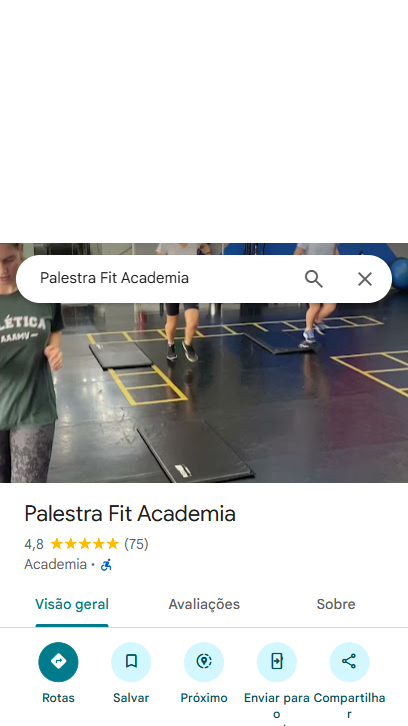 Palestra Fit Academia
LÉTICA
AAAMV
Palestra Fit Academia
4,8 (75)
Academia ·
Visão geral Avaliações Sobre
Rotas Salvar Próximo Enviar para Compartilha
o r